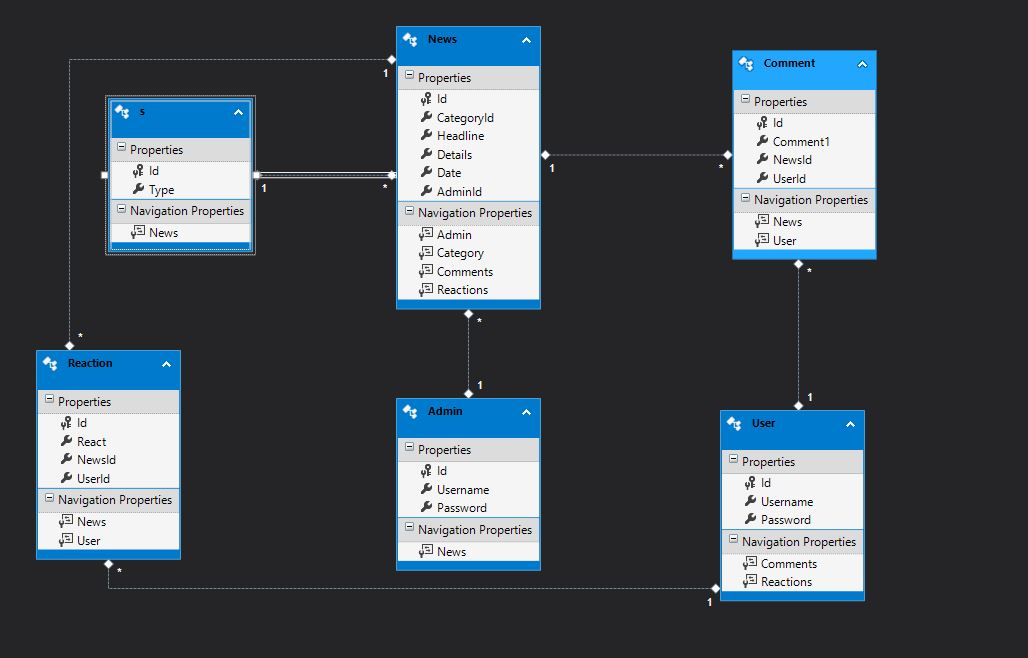 News
Properties
Id
CategoryId
Headline
Details
Date
AdminId
Navigation Properties
Admin
Category
Comments
Reactions
Comment
Properties
Id
Comment1
NewsId
UserId
Navigation Properties
News
User
s
Properties
Id
Type
Navigation Properties
News
1
*
1
*
1
*
*
1
*
1
Reaction
Properties
Id
React
NewsId
UserId
Navigation Properties
News
User
Admin
Properties
Id
Username
Password
Navigation Properties
News
User
Properties
Id
Username
Password
Navigation Properties
Comments
Reactions
*
1